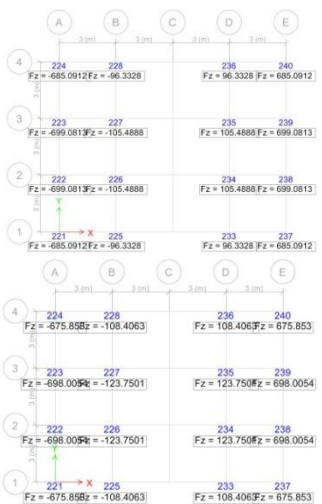 A B C D E
3 (m) 3 (m) 3 (m) 3 (m)
4 224 228 236 240
Fz = -685.0912 Fz = -96.3328 Fz = 96.3328 Fz = 685.0912
3 (m)
3 223 227 235 239
Fz = -699.0813 Fz = -105.4888 Fz = 105.4888 Fz = 699.0813
3 (m)
2 222 226 234 238
Fz = -699.0813 Fz = -105.4888 Fz = 105.4888 Fz = 699.0813
Y
3 (m)
1 X
221 225 233 237
Fz = -685.0912 Fz = -96.3328 Fz = 96.3328 Fz = 685.0912
A B C D E
3 (m) 3 (m) 3 (m) 3 (m)
4 224 228 236 240
Fz = -675.853 Fz = -108.4063 Fz = 108.4063 Fz = 675.853
3 (m)
3 223 227 235 239
Fz = -698.0054 Fz = -123.7501 Fz = 123.7501 Fz = 698.0054
3 (m)
2 222 226 234 238
Fz = -698.0054 Fz = -123.7501 Fz = 123.7501 Fz = 698.0054
Y
3 (m)
1 221 X 225 233 237
Fz = -675.853 Fz = -108.4063 Fz = 108.4063 Fz = 675.853